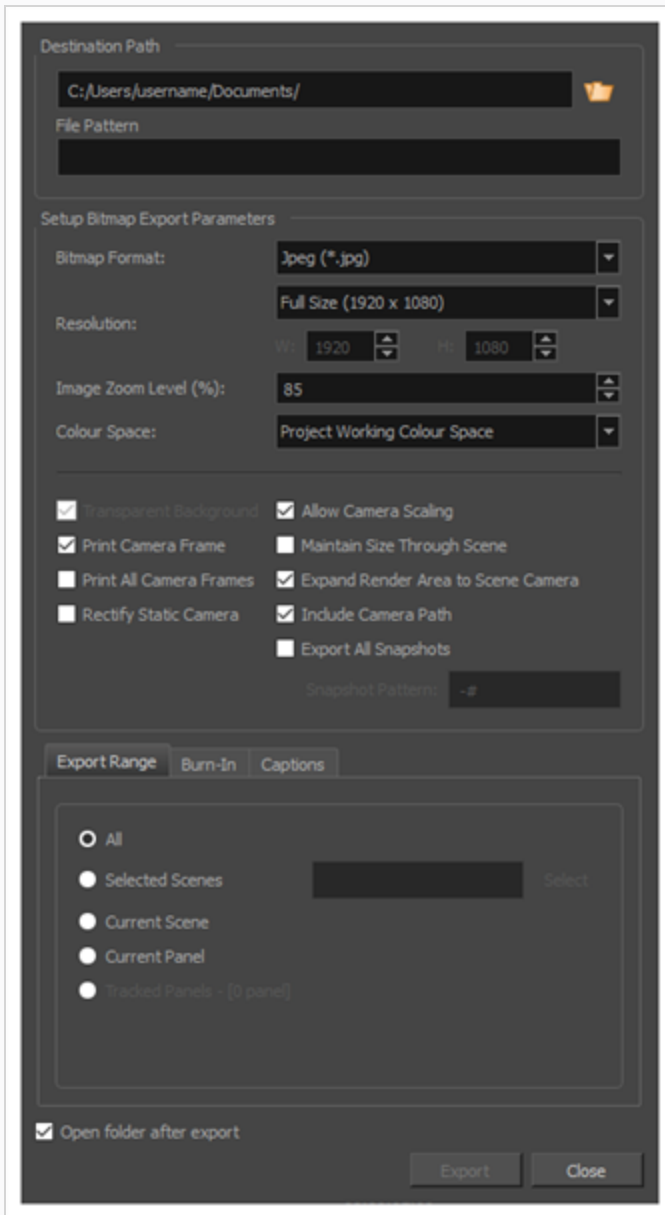 Destination Path
C:/Users/username/Documents/
File Pattern
Setup Bitmap Export Parameters
Bitmap Format: Jpeg (*.jpg)
Full Size (1920 x 1080)
Resolution:
W: 1920 H: 1080
Image Zoom Level (%): 85
Colour Space: Project Working Colour Space
Transparent Background Allow Camera Scaling
Print Camera Frame Maintain Size Through Scene
Print All Camera Frames Expand Render Area to Scene Camera
Rectify Static Camera Include Camera Path
Export All Snapshots
Snapshot Pattern: -#
Export Range Burn-In Captions
All
Selected Scenes Select
Current Scene
Current Panel
Tracked Panels - [0 panel]
Open folder after export
Export Close